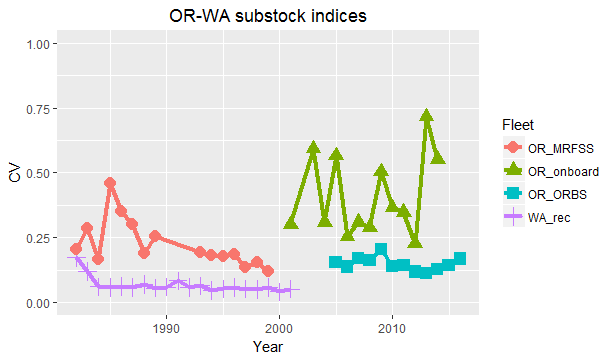 OR-WA substock indices
1.00
0.75
0.50
0.25
0.00
CV
1990
2000
2010
Year
Fleet
OR_MRFSS
OR_onboard
OR_ORBS
WA_rec